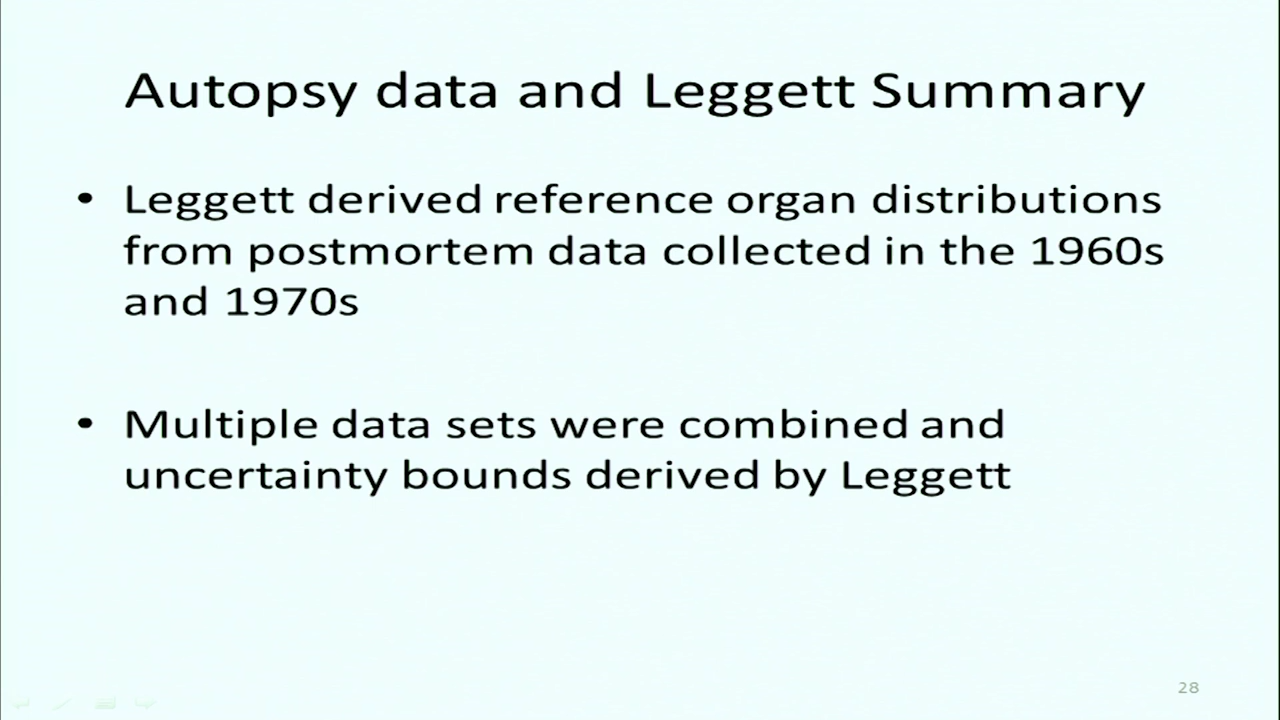 Autopsy data and Leggett Summary
• Leggett derived reference organ distributions
from postmortem data collected in the 1960s
and 1970s
• Multiple data sets were combined and
uncertainty bounds derived by Leggett
28